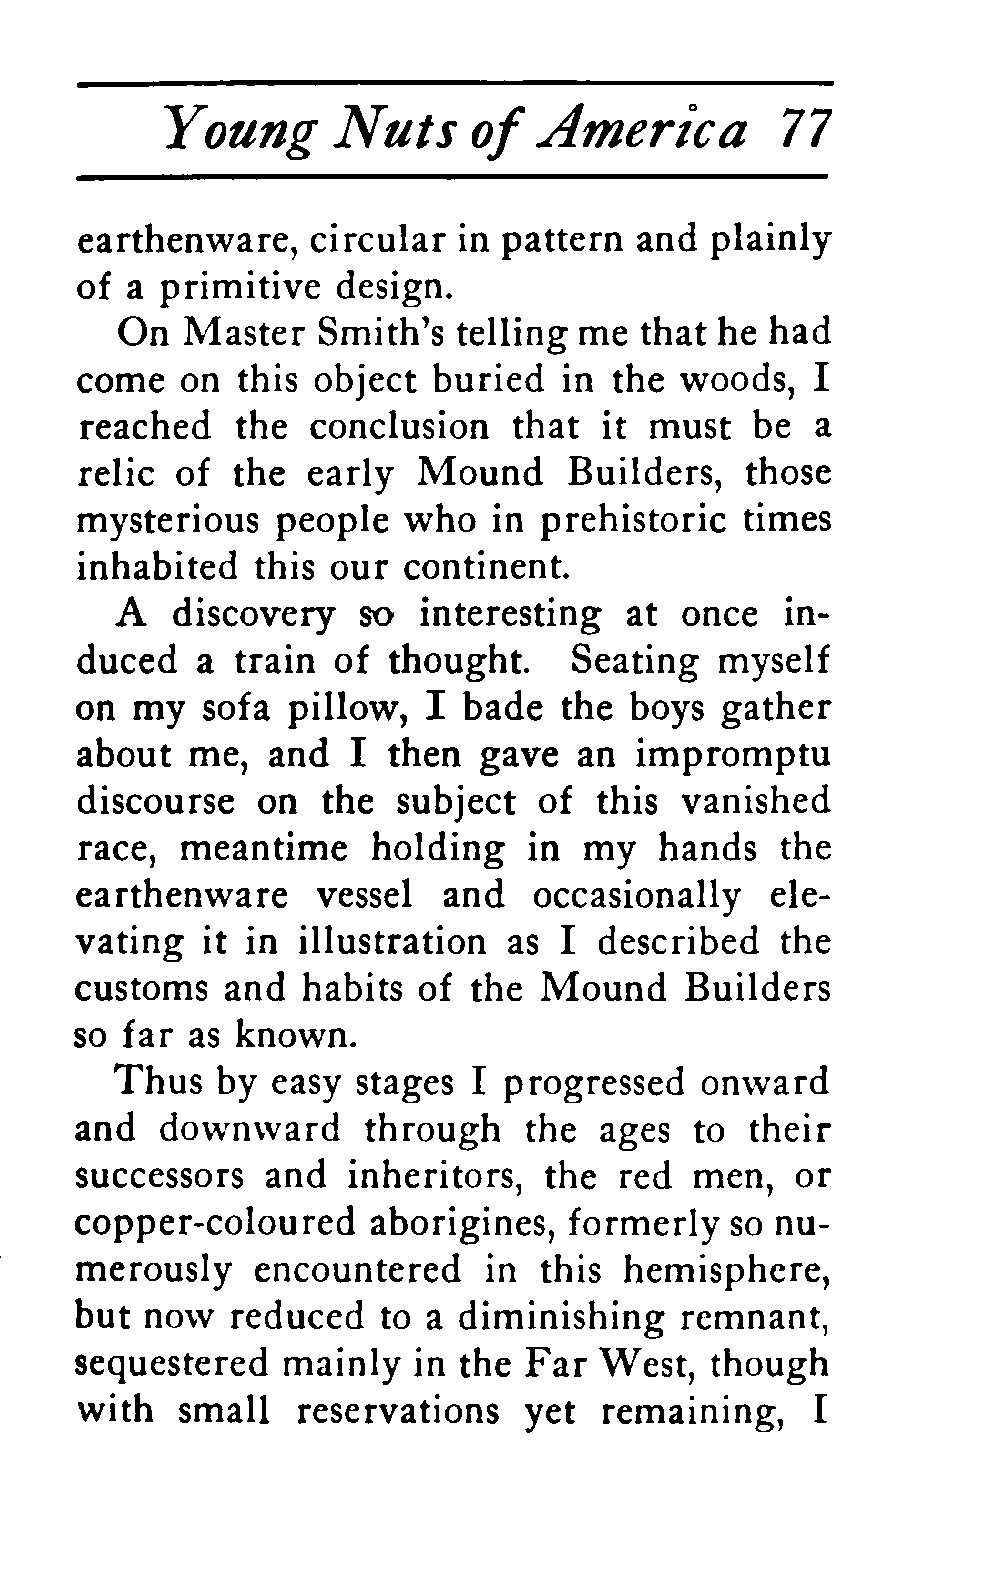 Young Nuts of America 77
earthenware, circular in pattern and plainly
of a primitive design.
On Master Smith's telling me that he had
come on this object buried in the woods, I
reached the conclusion that it must be a
relic of the early Mound Builders, those
mysterious people who in prehistoric times
inhabited this our continent.
A discovery so interesting at once in-
duced a train of thought. Seating myself
on my sofa pillow, I bade the boys gather
about me, and I then gave an impromptu
discourse on the subject of this vanished
race, meantime holding in my hands the
earthenware vessel and occasionally ele-
vating it in illustration as I described the
customs and habits of the Mound Builders
so far as known.
Thus by easy stages I progressed onward
and downward through the ages to their
successors and inheritors, the red men, or
copper-coloured aborigines, formerly so nu-
merously encountered in this hemisphere,
but now reduced to a diminishing remnant,
sequestered mainly in the Far West, though
with small reservations yet remaining, I